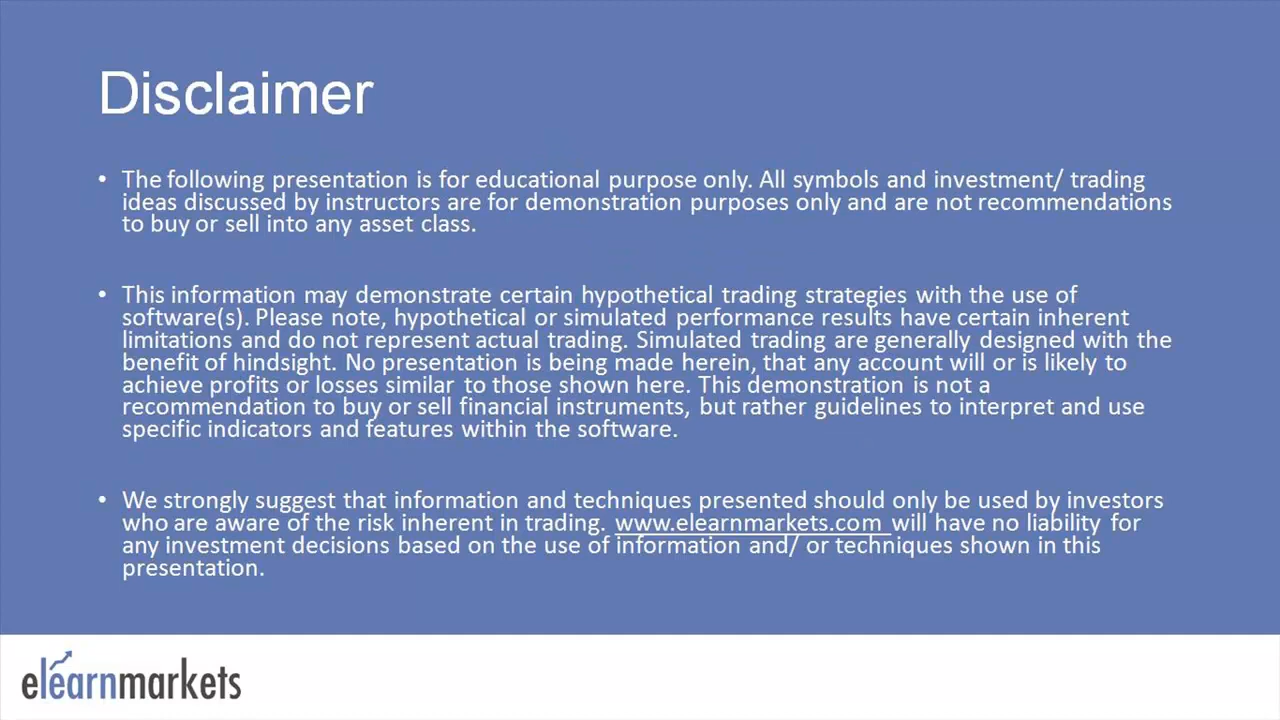 Disclaimer
• The following presentation is for educational purpose only. All symbols and investment/ trading
ideas discussed by instructors are for demonstration purposes only and are not recommendations
to buy or sell into any asset class.
• This information may demonstrate certain hypothetical trading strategies with the use of
software(s). Please note, hypothetical or simulated performance results have certain inherent
limitations and do not represent actual trading. Simulated trading are generally designed with the
benefit of hindsight. No presentation is being made herein, that any account will or is likely to
achieve profits or losses similar to those shown here. This demonstration is not a
recommendation to buy or sell financial instruments, but rather guidelines to interpret and use
specific indicators and features within the software.
• We strongly suggest that information and techniques presented should only be used by investors
who are aware of the risk inherent in trading. www.elearnmarkets.com will have no liability for
any investment decisions based on the use of information and/ or techniques shown in this
presentation.
elearnmarkets